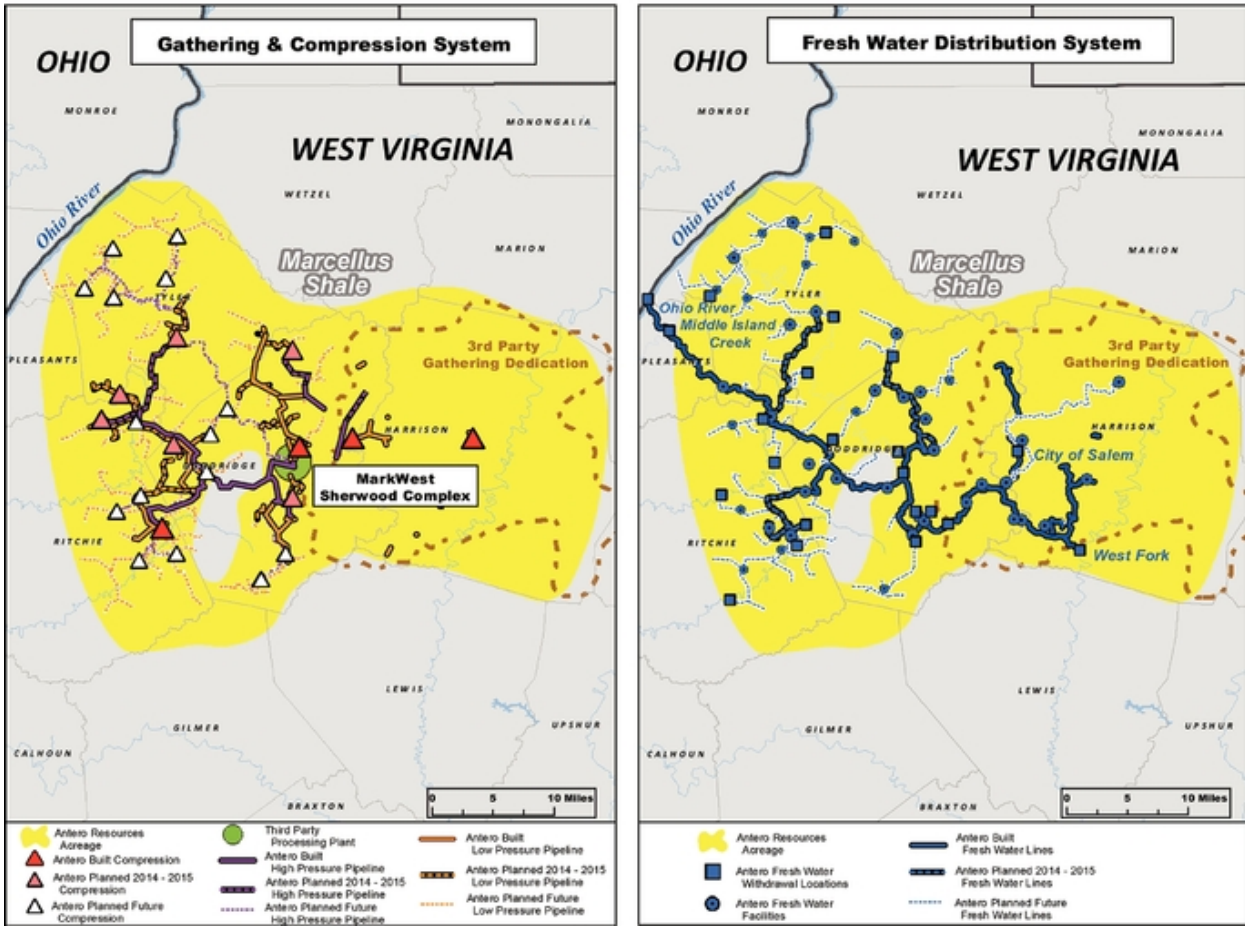 Gathering & Compression System
OHIO
MONROE
MONONGALIA
WEST VIRGINIA
Ohio River
WETZEL
MARION
Marcellus
Shale
TYLER
3rd Party
Gathering Dedication
PLEASANTS
HARRISON
DODDRIDGE
MarkWest
Sherwood Complex
RITCHIE
LEWIS
GILMER
UPSHUR
CALHOUN
BRAXTON
0 5 10 Miles
Antero Resources
Acreage
Antero Built Compression
Antero Planned 2014 - 2015
Compression
Antero Planned Future
Compression
Third Party
Processing Plant
Antero Built
High Pressure Pipeline
Antero Planned 2014 - 2015
High Pressure Pipeline
Antero Planned Future
High Pressure Pipeline
Antero Built
Low Pressure Pipeline
Antero Planned 2014 - 2015
Low Pressure Pipeline
Antero Planned Future
Low Pressure Pipeline
Fresh Water Distribution System
OHIO
MONROE
MONONGALIA
WEST VIRGINIA
Ohio River
WETZEL
MARION
Marcellus
Shale
TYLER
Ohio River
Middle Island
Creek
3rd Party
Gathering Dedication
PLEASANTS
HARRISON
DODDRIDGE
City of Salem
RITCHIE
West Fork
LEWIS
GILMER
UPSHUR
CALHOUN
BRAXTON
0 5 10 Miles
Antero Resources
Acreage
Antero Fresh Water
Withdrawal Locations
Antero Fresh Water
Facilities
Antero Built
Fresh Water Lines
Antero Planned 2014 - 2015
Fresh Water Lines
Antero Planned Future
Fresh Water Lines